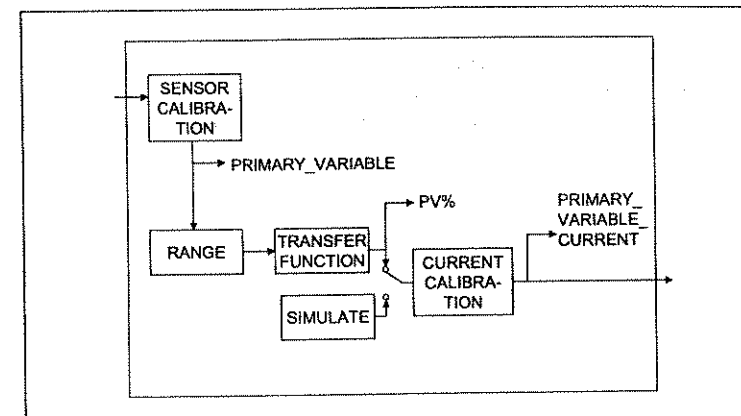 SENSOR
CALIBRA-
TION
PRIMARY_VARIABLE
RANGE
TRANSFER
FUNCTION
PV%
SIMULATE
CURRENT
CALIBRA-
TION
PRIMARY_
VARIABLE_
CURRENT